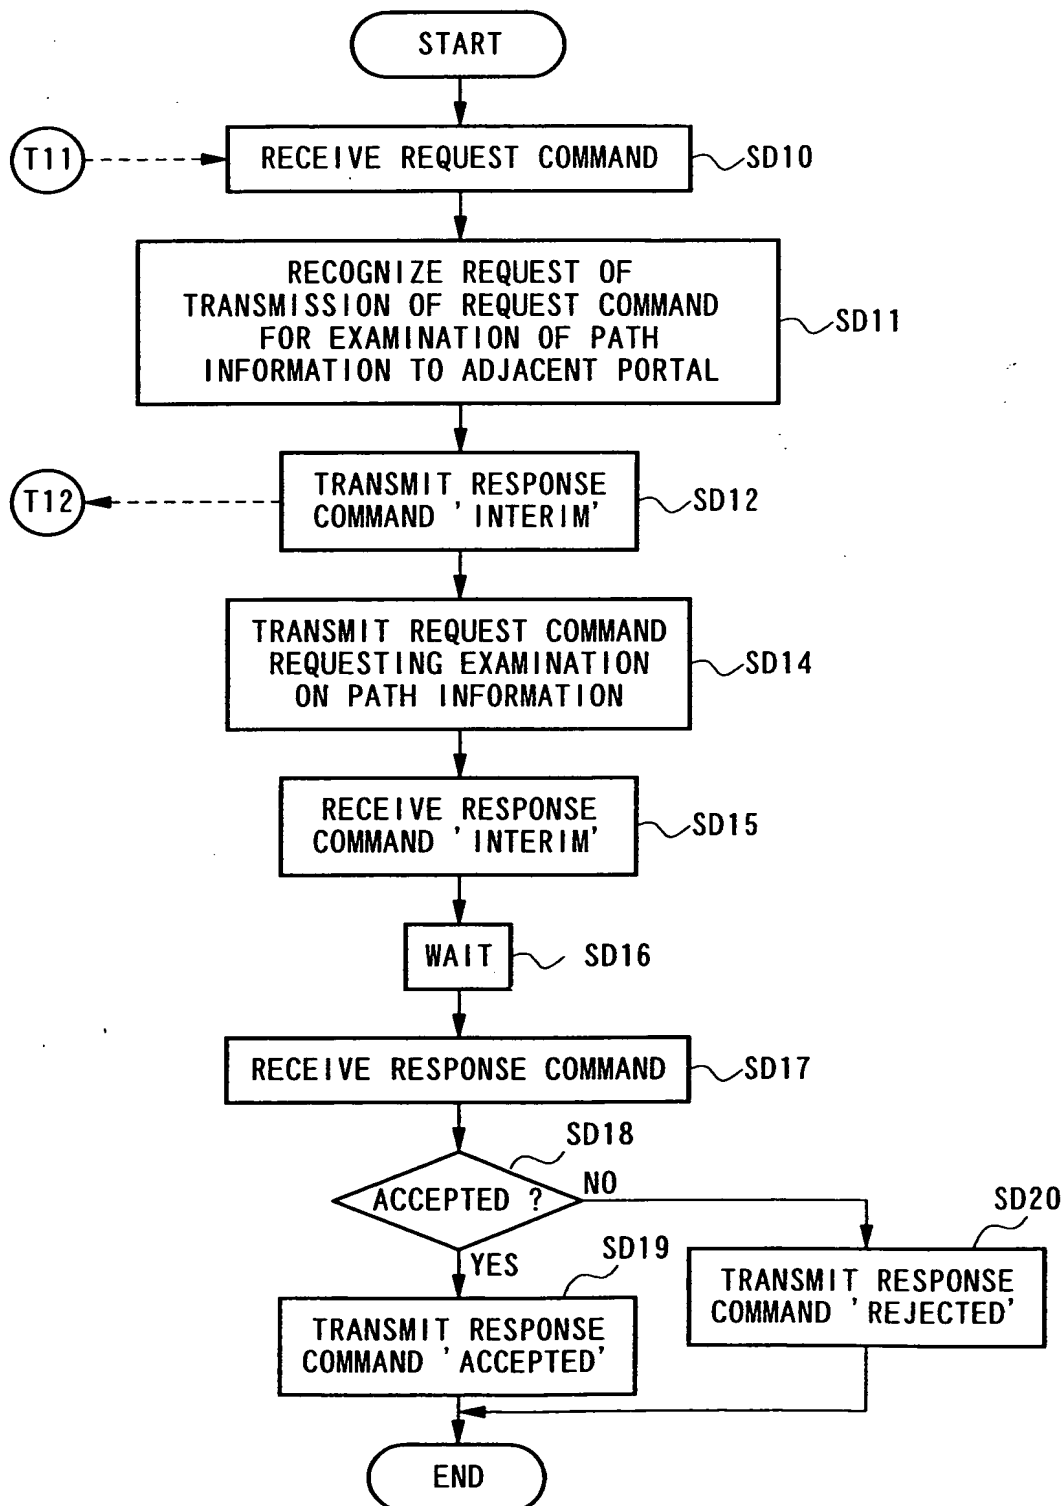 START
T11
RECEIVE REQUEST COMMAND
SD10
RECOGNIZE REQUEST OF
TRANSMISSION OF REQUEST COMMAND
FOR EXAMINATION OF PATH
INFORMATION TO ADJACENT PORTAL
SD11
T12
TRANSMIT RESPONSE
COMMAND 'INTERIM'
SD12
TRANSMIT REQUEST COMMAND
REQUESTING EXAMINATION
ON PATH INFORMATION
SD14
RECEIVE RESPONSE
COMMAND 'INTERIM'
SD15
WAIT
SD16
RECEIVE RESPONSE COMMAND
SD17
SD18
ACCEPTED ?
NO
YES
SD19
TRANSMIT RESPONSE
COMMAND 'ACCEPTED'
SD20
TRANSMIT RESPONSE
COMMAND 'REJECTED'
END